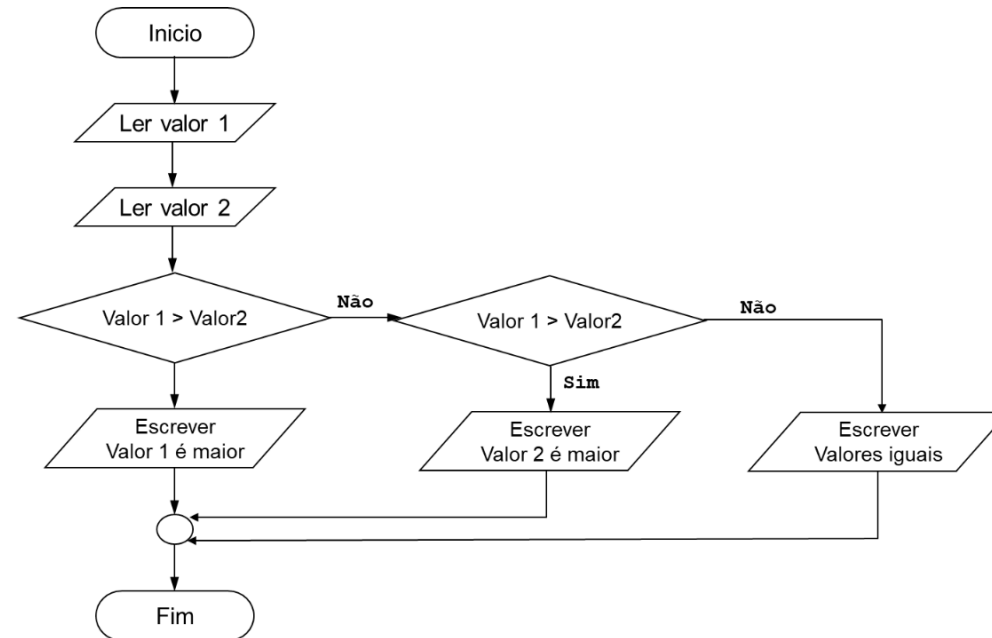 Inicio
Ler valor 1
Ler valor 2
Valor 1 > Valor2
Não
Valor 1 > Valor2
Não
Sim
Escrever
Valor 1 é maior
Escrever
Valor 2 é maior
Escrever
Valores iguais
Fim